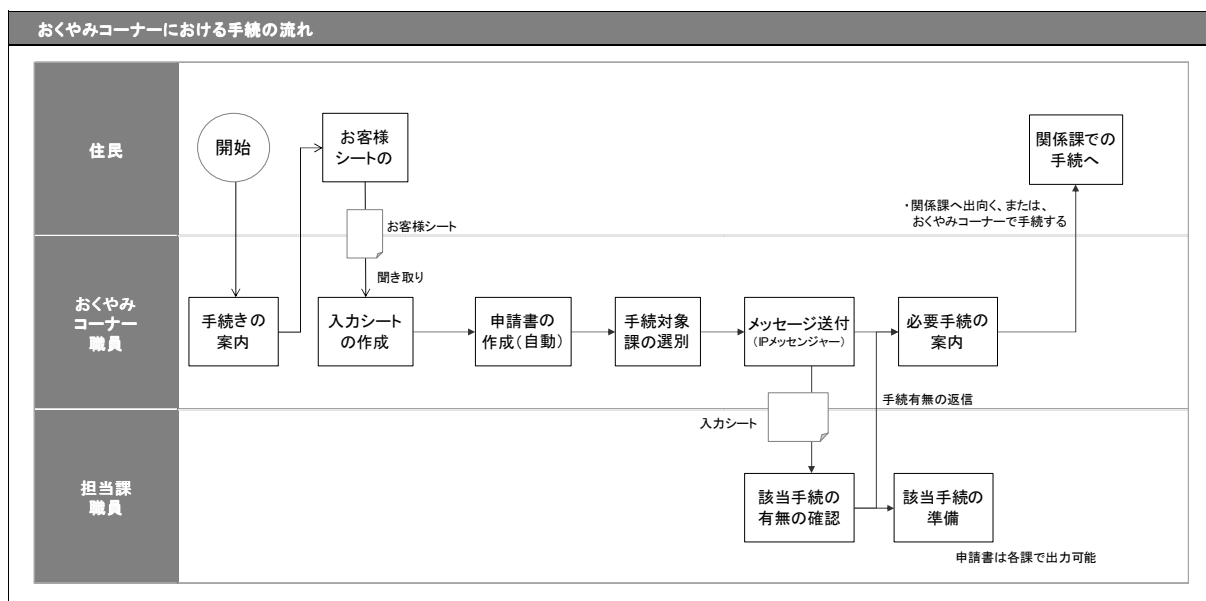 おくやみコーナーにおける手続の流れ
住民
開始
お客様
シートの
関係課での
手続へ
・関係課へ出向く、または、
おくやみコーナーで手続する
お客様シート
聞き取り
おくやみ
コーナー
職員
手続きの
案内
入力シート
の作成
申請書の
作成(自動)
手続対象
課の選別
メッセージ送付
(IPメッセンジャー)
必要手続の
案内
手続有無の返信
入力シート
担当課
職員
該当手続の
有無の確認
該当手続の
準備
申請書は各課で出力可能